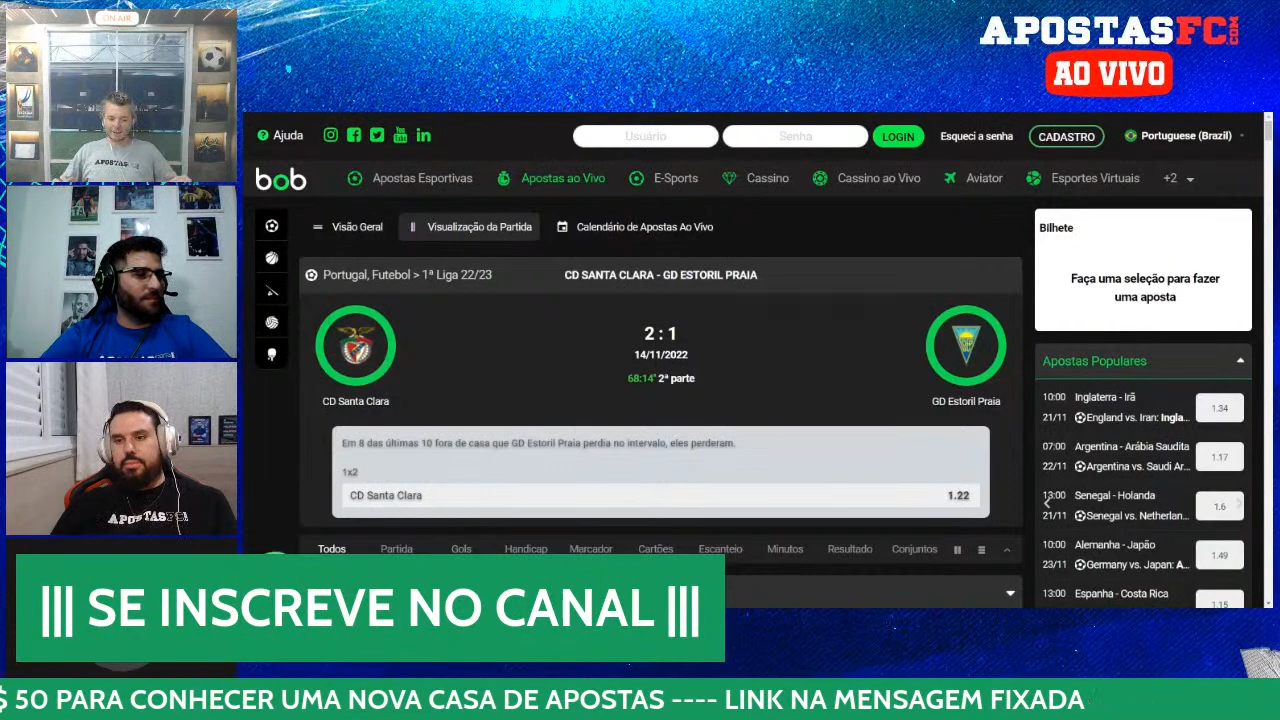 ON AIR
APOSTASFC.COM
AO VIVO
Ajuda
Usuário
Senha
LOGIN
Esqueci a senha
CADASTRO
Portuguese (Brazil)
bob
Apostas Esportivas
Apostas ao Vivo
E-Sports
Cassino
Cassino ao Vivo
Aviator
Esportes Virtuais
+2
Visão Geral
Visualização da Partida
Calendário de Apostas Ao Vivo
Portugal, Futebol > 1ª Liga 22/23
CD SANTA CLARA - GD ESTORIL PRAIA
2 : 1
14/11/2022
68:14' 2ª parte
CD Santa Clara
GD Estoril Praia
Em 8 das últimas 10 fora de casa que GD Estoril Praia perdia no intervalo, eles perderam.
1x2
CD Santa Clara 1.22
Todos
Partida
Gols
Handicap
Marcador
Cartões
Escanteio
Minutos
Resultado
Conjuntos
Bilhete
Faça uma seleção para fazer
uma aposta
Apostas Populares
10:00 Inglaterra - Irã
21/11 England vs. Iran: Ingla...
1.34
07:00 Argentina - Arábia Saudita
22/11 Argentina vs. Saudi Ar...
1.17
13:00 Senegal - Holanda
21/11 Senegal vs. Netherlan...
1.6
10:00 Alemanha - Japão
23/11 Germany vs. Japan: A...
1.49
13:00 Espanha - Costa Rica
1.15
APOSTAS
APOSTASFC!
||| SE INSCREVE NO CANAL |||
$ 50 PARA CONHECER UMA NOVA CASA DE APOSTAS ---- LINK NA MENSAGEM FIXADA